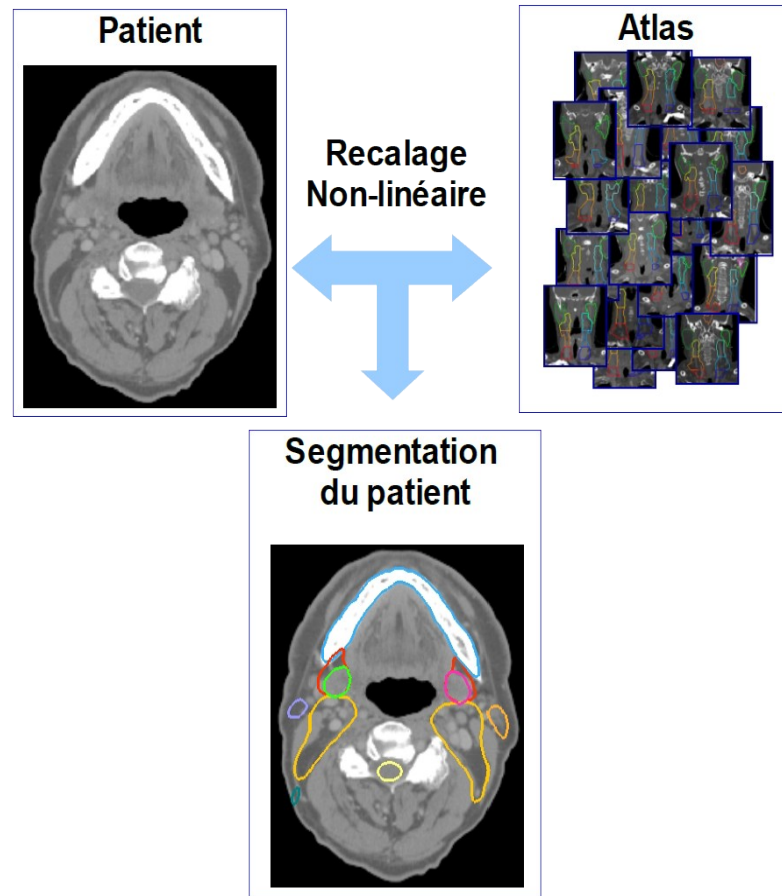 Patient
Atlas
Recalage
Non-linéaire
Segmentation
du patient